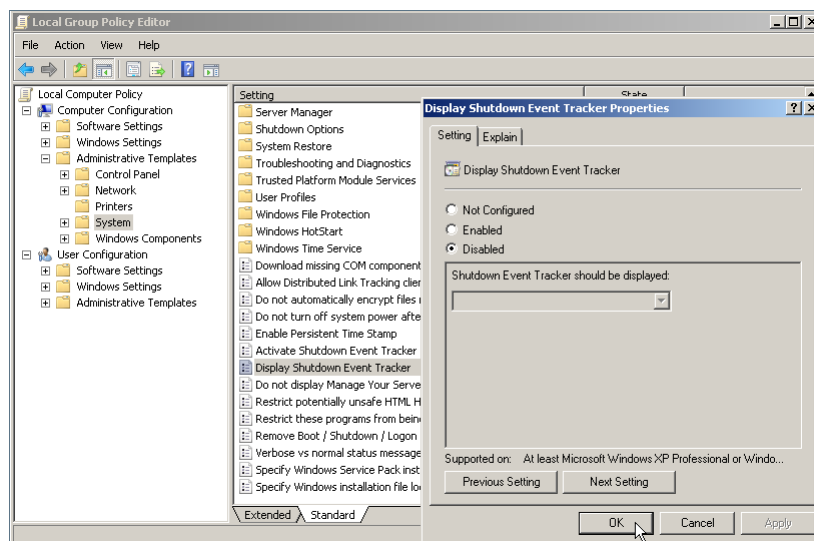 Local Group Policy Editor
File Action View Help
Local Computer Policy
Computer Configuration
Software Settings
Windows Settings
Administrative Templates
Control Panel
Network
Printers
System
Windows Components
User Configuration
Software Settings
Windows Settings
Administrative Templates
Setting
State
Server Manager
Shutdown Options
System Restore
Troubleshooting and Diagnostics
Trusted Platform Module Services
User Profiles
Windows File Protection
Windows HotStart
Windows Time Service
Download missing COM component
Allow Distributed Link Tracking clien
Do not automatically encrypt files
Do not turn off system power afte
Enable Persistent Time Stamp
Activate Shutdown Event Tracker
Display Shutdown Event Tracker
Do not display Manage Your Serve
Restrict potentially unsafe HTML H
Restrict these programs from bein
Remove Boot / Shutdown / Logon
Verbose vs normal status message
Specify Windows Service Pack inst
Specify Windows installation file lo
Extended Standard
Display Shutdown Event Tracker Properties
Setting Explain
Display Shutdown Event Tracker
Not Configured
Enabled
Disabled
Shutdown Event Tracker should be displayed:
Supported on: At least Microsoft Windows XP Professional or Windo...
Previous Setting Next Setting
OK Cancel Apply